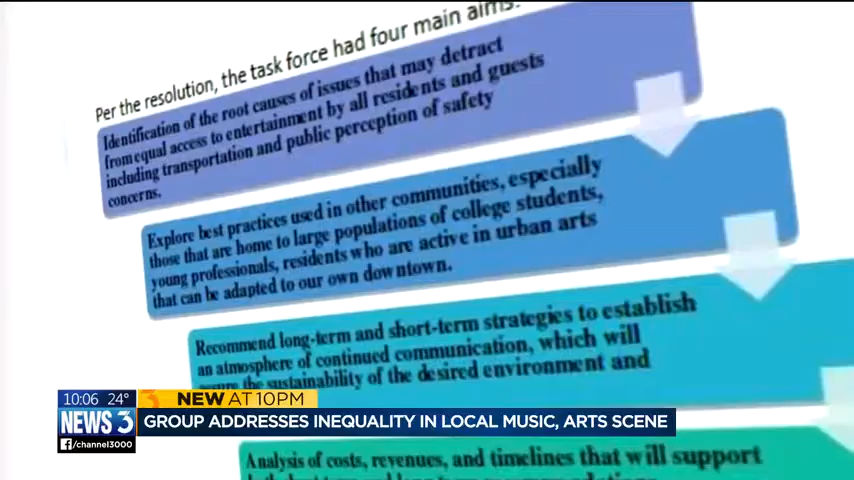 Per the resolution, the task force had four main aims:
Identification of the root causes of issues that may detract
from equal access to entertainment by all residents and guests
including transportation and public perception of safety
concerns.
Explore best practices used in other communities, especially
those that are home to large populations of college students,
young professionals, residents who are active in urban arts
that can be adapted to our own downtown.
Recommend long-term and short-term strategies to establish
an atmosphere of continued communication, which will
the sustainability of the desired environment and
10:06 24°
3 NEW AT 10PM
NEWS 3
GROUP ADDRESSES INEQUALITY IN LOCAL MUSIC, ARTS SCENE
f/channel3000
Analysis of costs, revenues, and timelines that will support